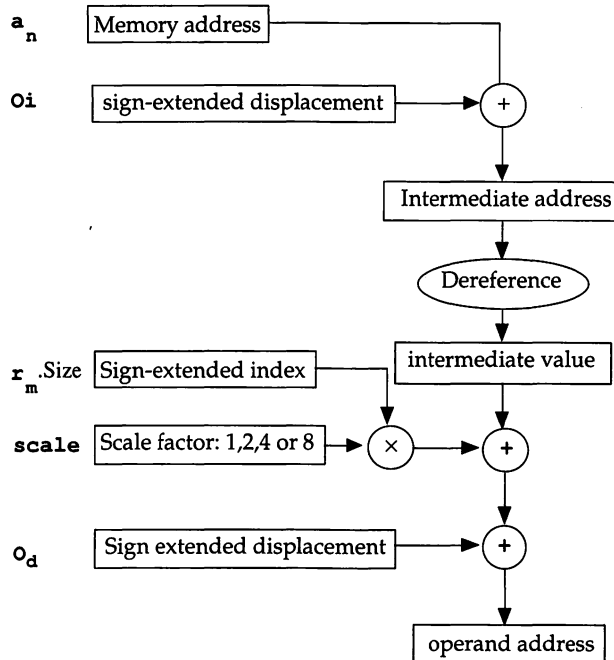 a n Memory address
Oi sign-extended displacement +
Intermediate address
Dereference
intermediate value
r m .Size Sign-extended index
scale Scale factor: 1,2,4 or 8 × +
O d Sign extended displacement +
operand address